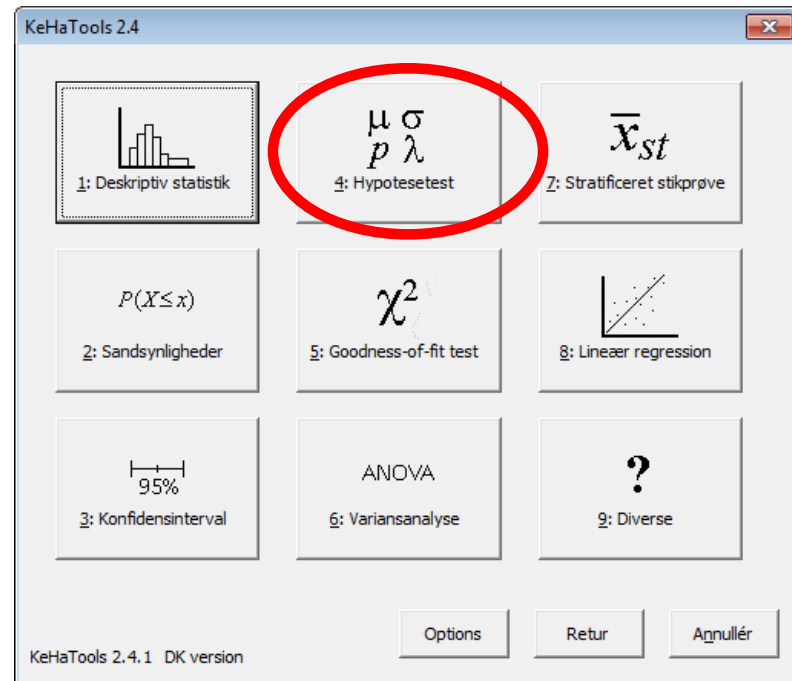 KeHaTools 2.4
1: Deskriptiv statistik
μ σ
p λ
4: Hypotesetest
x̅st
7: Stratificeret stikprøve
P(X≤x)
2: Sandsynligheder
χ2
5: Goodness-of-fit test
8: Lineær regression
95%
3: Konfidensinterval
ANOVA
6: Variansanalyse
?
9: Diverse
Options
Retur
Annullér
KeHaTools 2.4.1 DK version